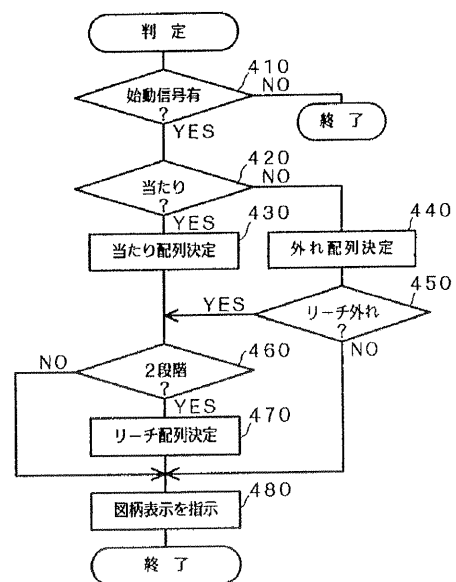 判定
410
始動信号有
?
NO
終了
YES
420
当たり
?
NO
YES
430
当たり配列決定
440
外れ配列決定
450
リーチ外れ
?
YES
NO
460
2段階
?
NO
YES
470
リーチ配列決定
480
図柄表示を指示
終了